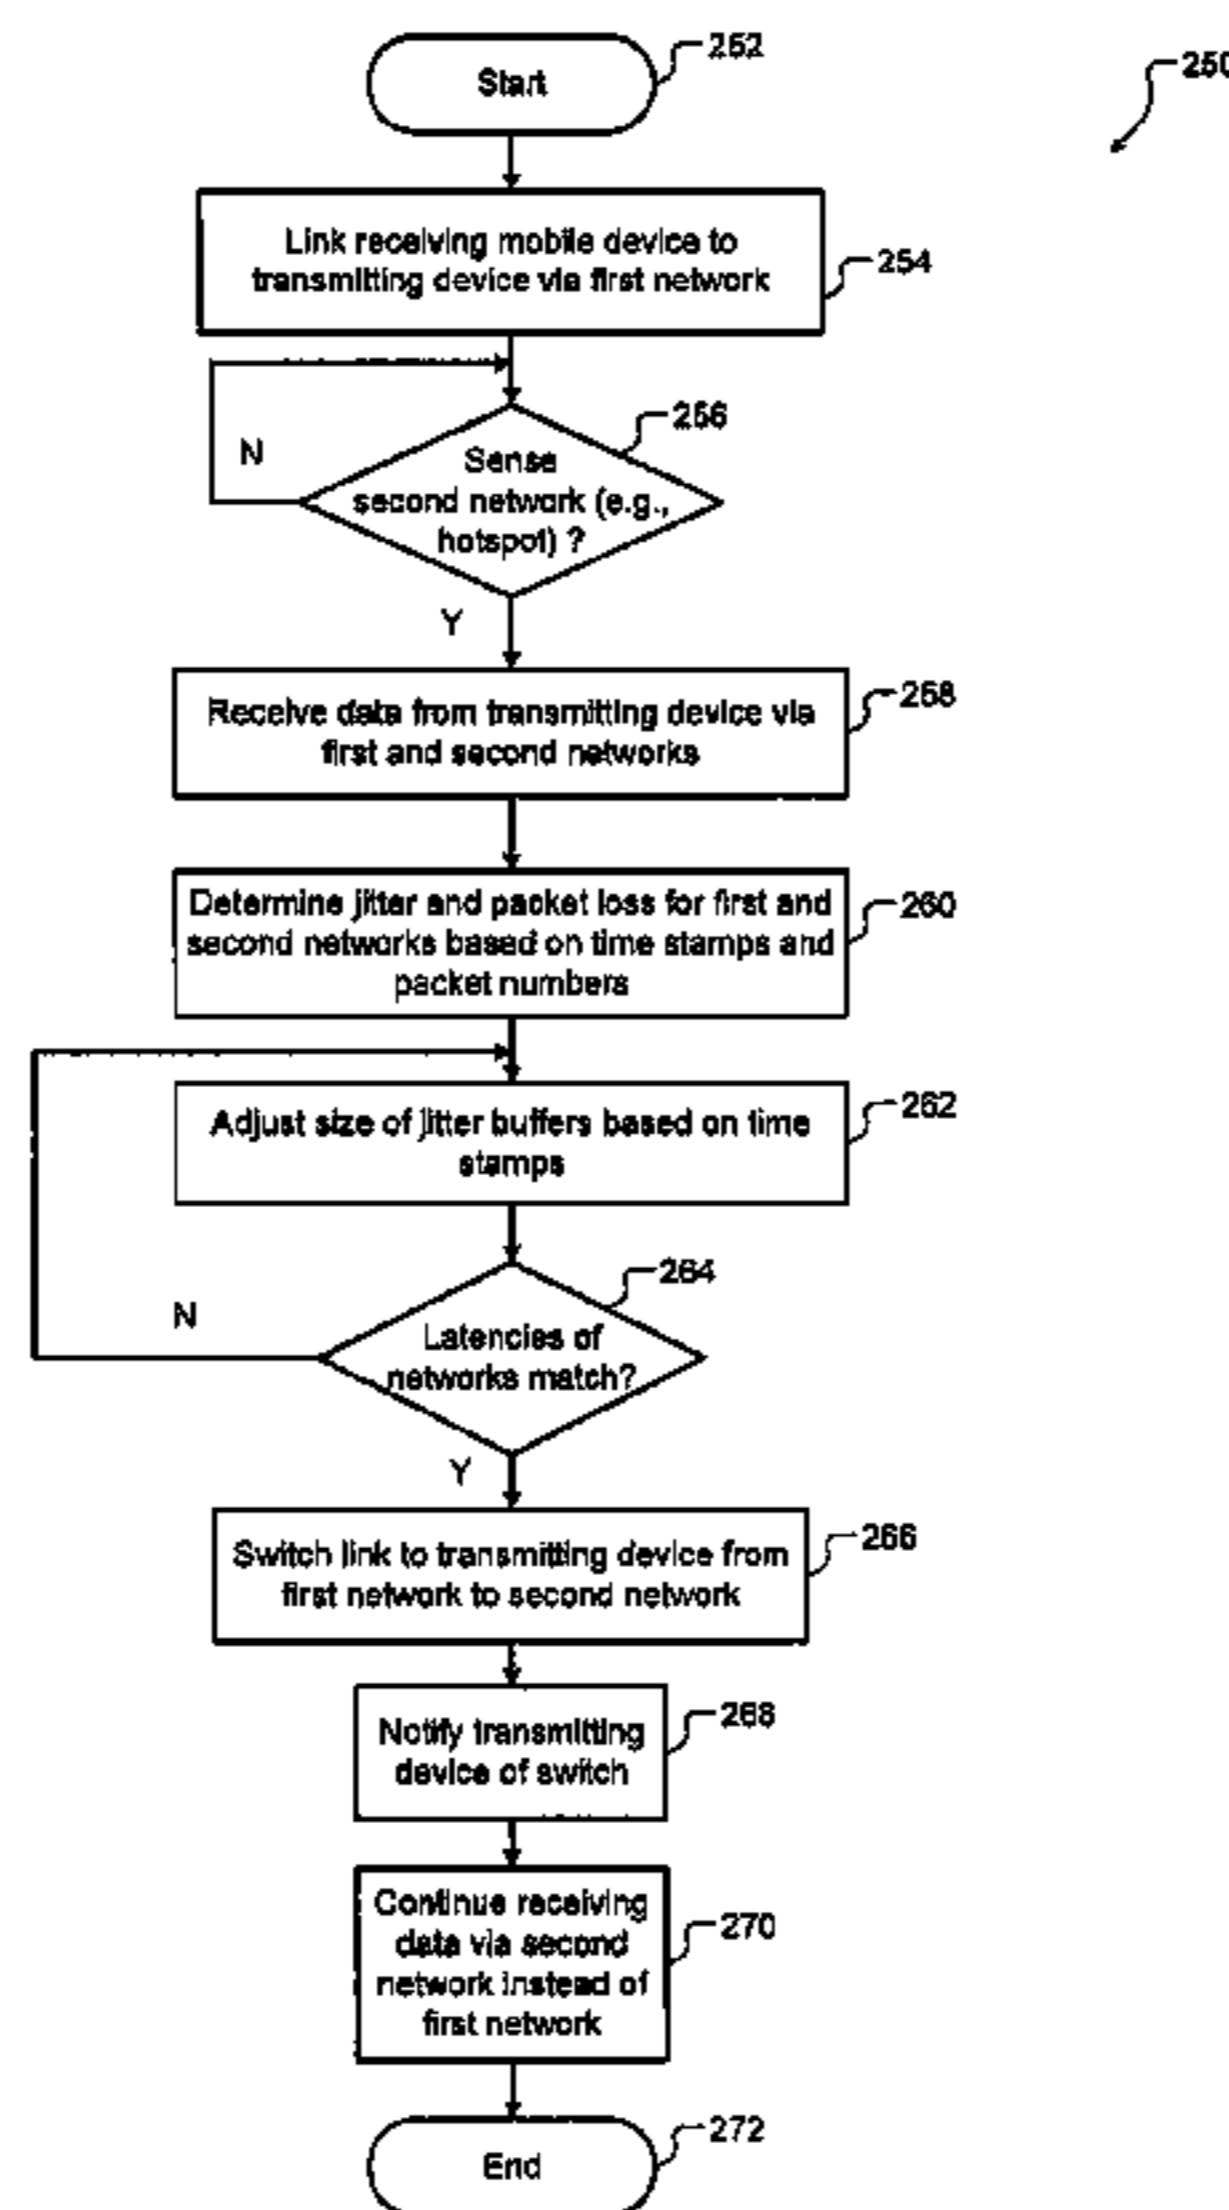 Start
252
250
Link receiving mobile device to
transmitting device via first network
254
256
N
Sense
second network (e.g.,
hotspot) ?
Y
Receive data from transmitting device via
first and second networks
258
Determine jitter and packet loss for first and
second networks based on time stamps and
packet numbers
260
Adjust size of jitter buffers based on time
stamps
262
264
N
Latencies of
networks match?
Y
Switch link to transmitting device from
first network to second network
266
Notify transmitting
device of switch
268
Continue receiving
data via second
network instead of
first network
270
End
272